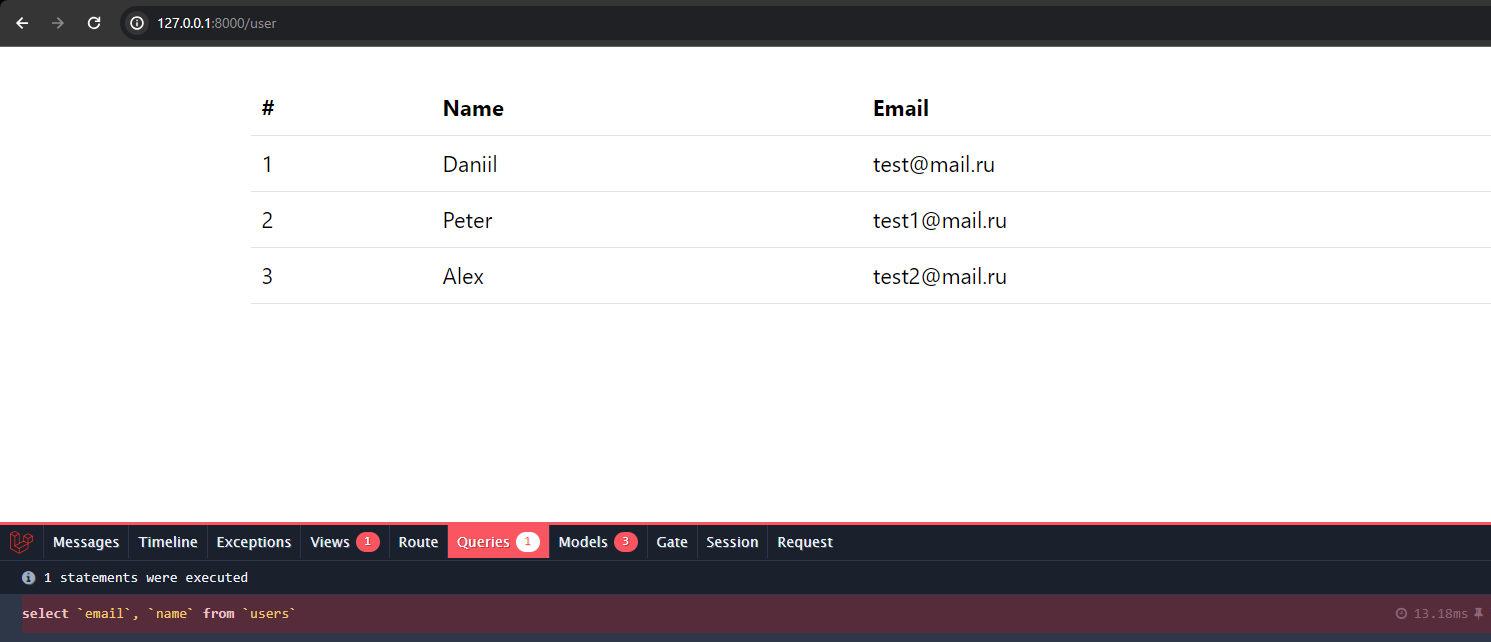 127.0.0.1:8000/user
# Name Email
1 Daniil test@mail.ru
2 Peter test1@mail.ru
3 Alex test2@mail.ru
Messages Timeline Exceptions Views 1 Route Queries 1 Models 3 Gate Session Request
1 statements were executed
select `email`, `name` from `users` 13.18ms